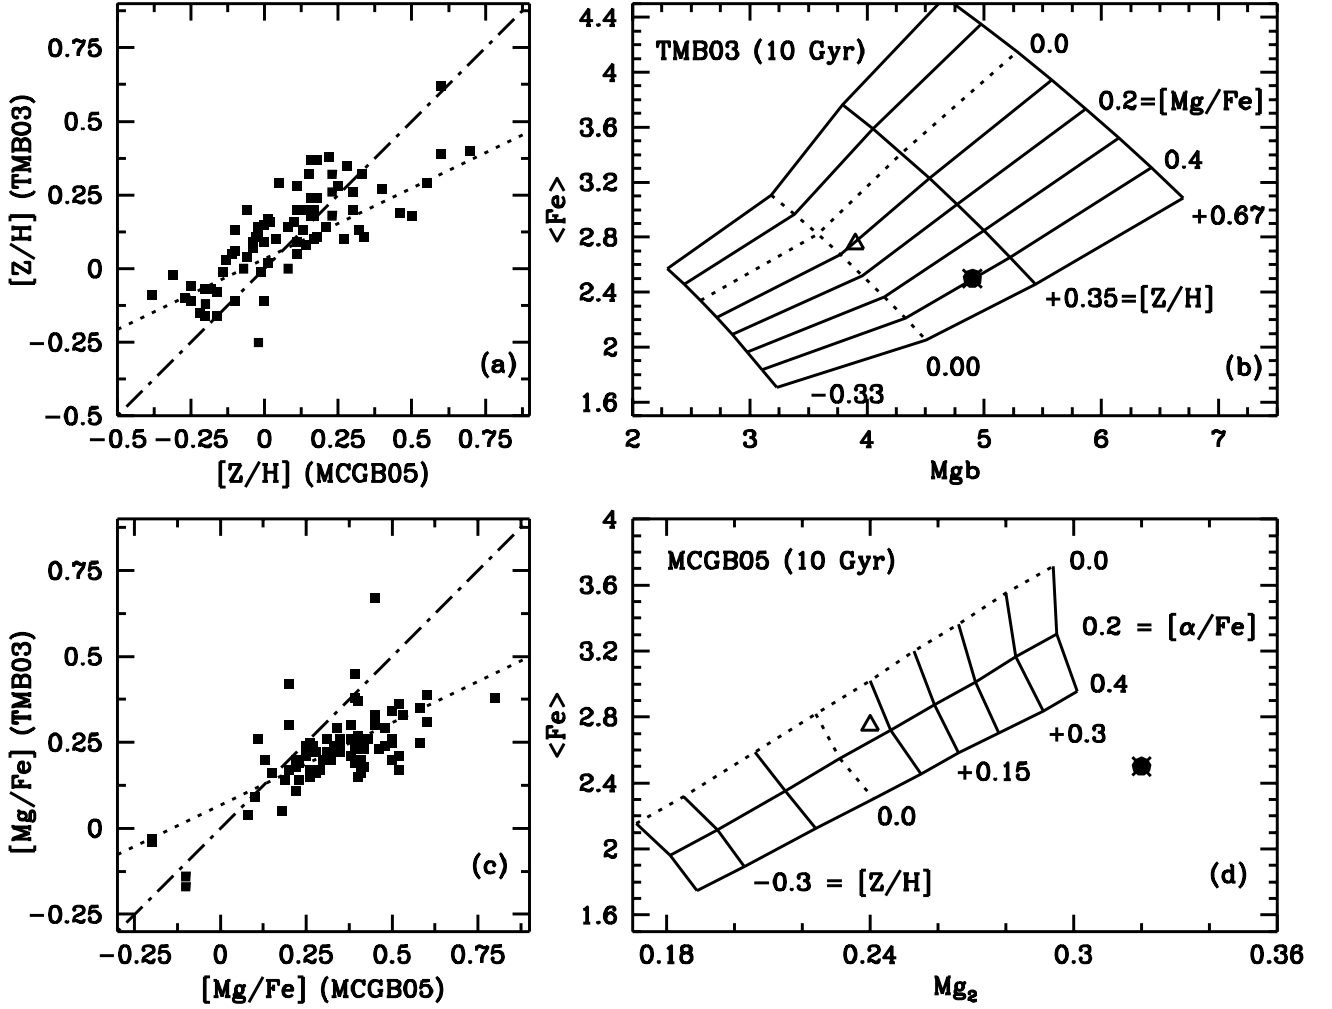 0.75
0.5
0.25
0
-0.25
-0.5
[Z/H] (TMB03)
(a)
-0.5 -0.25 0 0.25 0.5 0.75
[Z/H] (MCGB05)
4.4
4
3.6
3.2
2.8
2.4
2
1.6
<Fe>
TMB03 (10 Gyr)
0.0
0.2=[Mg/Fe]
0.4
+0.67
+0.35=[Z/H]
0.00
-0.33
(b)
2 3 4 5 6 7
Mgb
0.75
0.5
0.25
0
-0.25
[Mg/Fe] (TMB03)
(c)
-0.25 0 0.25 0.5 0.75
[Mg/Fe] (MCGB05)
4
3.6
3.2
2.8
2.4
2
1.6
<Fe>
MCGB05 (10 Gyr)
0.0
0.2 = [α/Fe]
0.4
+0.3
+0.15
0.0
-0.3 = [Z/H]
(d)
0.18 0.24 0.3 0.36
Mg₂